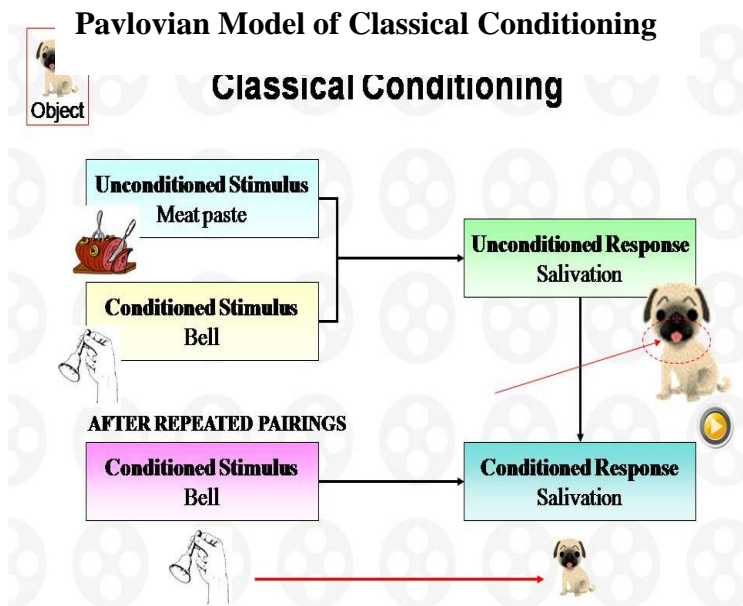 Pavlovian Model of Classical Conditioning
Classical Conditioning
Object
Unconditioned Stimulus
Meat paste
Unconditioned Response
Salivation
Conditioned Stimulus
Bell
AFTER REPEATED PAIRINGS
Conditioned Stimulus
Bell
Conditioned Response
Salivation